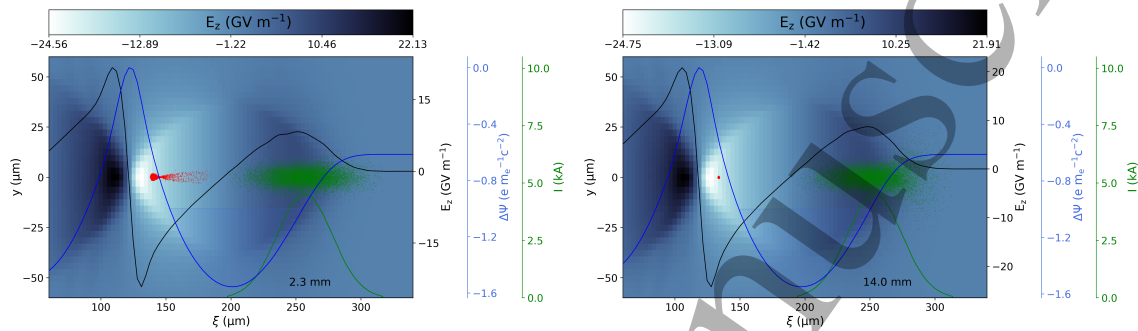 E_z (GV m⁻¹)
−24.56 −12.89 −1.22 10.46 22.13
50
25
0
−25
−50
y (μm)
100 150 200 250 300
ξ (μm)
2.3 mm
15
0
−15
E_z (GV m⁻¹)
0.0
−0.4
−0.8
−1.2
−1.6
ΔΨ (e m_e⁻¹c⁻²)
10.0
7.5
5.0
2.5
0.0
I (kA)
E_z (GV m⁻¹)
−24.75 −13.09 −1.42 10.25 21.91
50
25
0
−25
−50
y (μm)
100 150 200 250 300
ξ (μm)
14.0 mm
20
10
0
−10
−20
E_z (GV m⁻¹)
0.0
−0.4
−0.8
−1.2
−1.6
ΔΨ (e m_e⁻¹c⁻²)
10.0
7.5
5.0
2.5
0.0
I (kA)